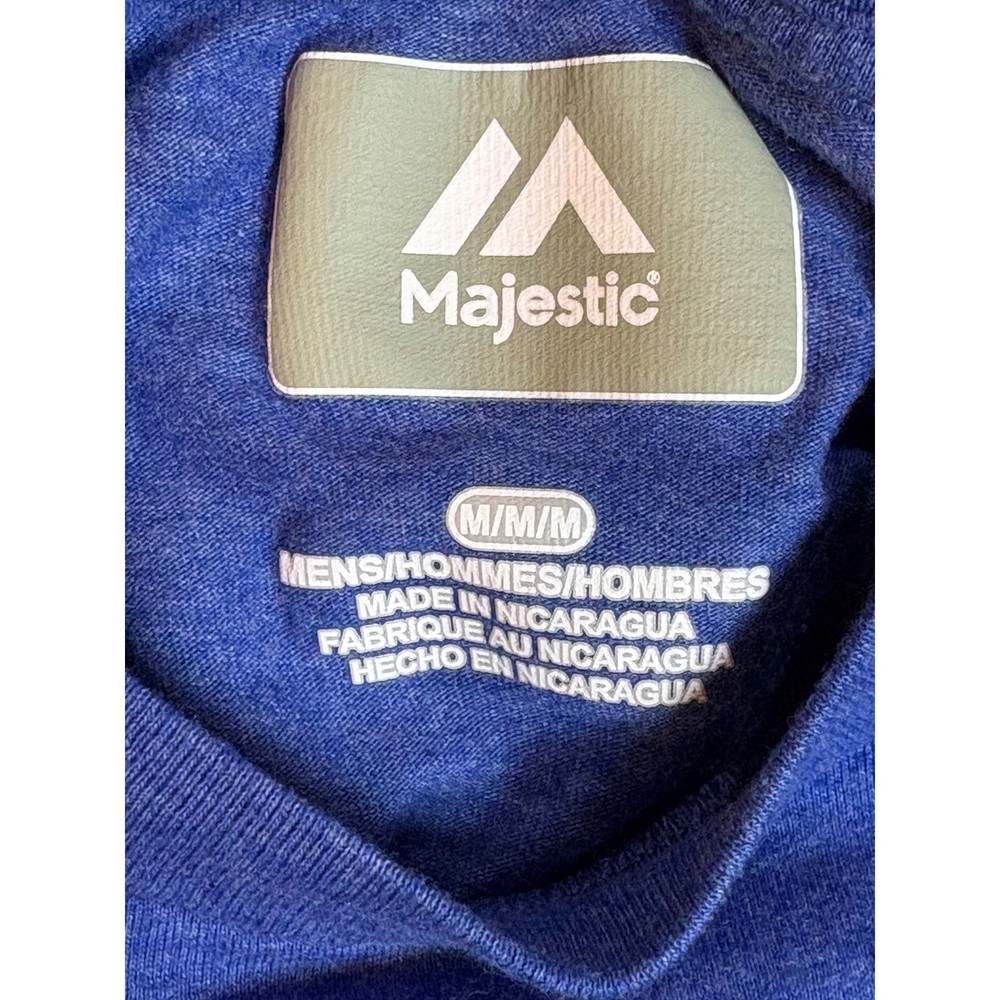 Majestic®
M/M/M
MENS/HOMMES/HOMBRES
MADE IN NICARAGUA
FABRIQUE AU NICARAGUA
HECHO EN NICARAGUA